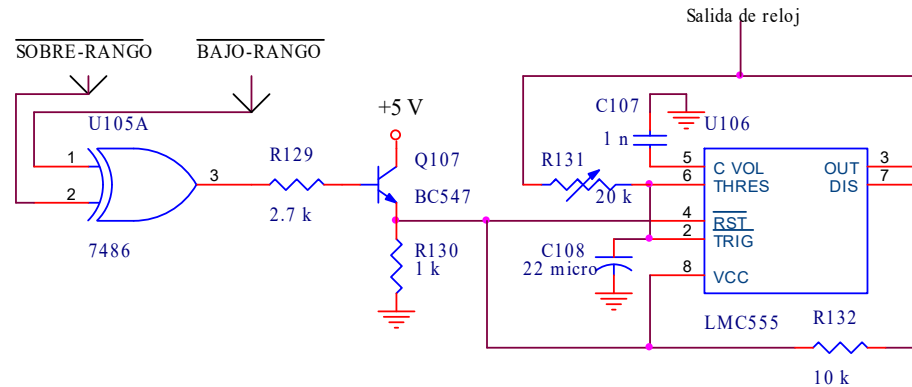 Salida de reloj
SOBRE-RANGO
BAJO-RANGO
C107
+5 V
U105A
1 n
U106
R129
Q107
R131
1
5
C VOL
OUT
3
3
6
THRES
DIS
7
2
20 k
2.7 k
BC547
4
RST
7486
R130
C108
2
TRIG
1 k
22 micro
8
VCC
LMC555
R132
10 k